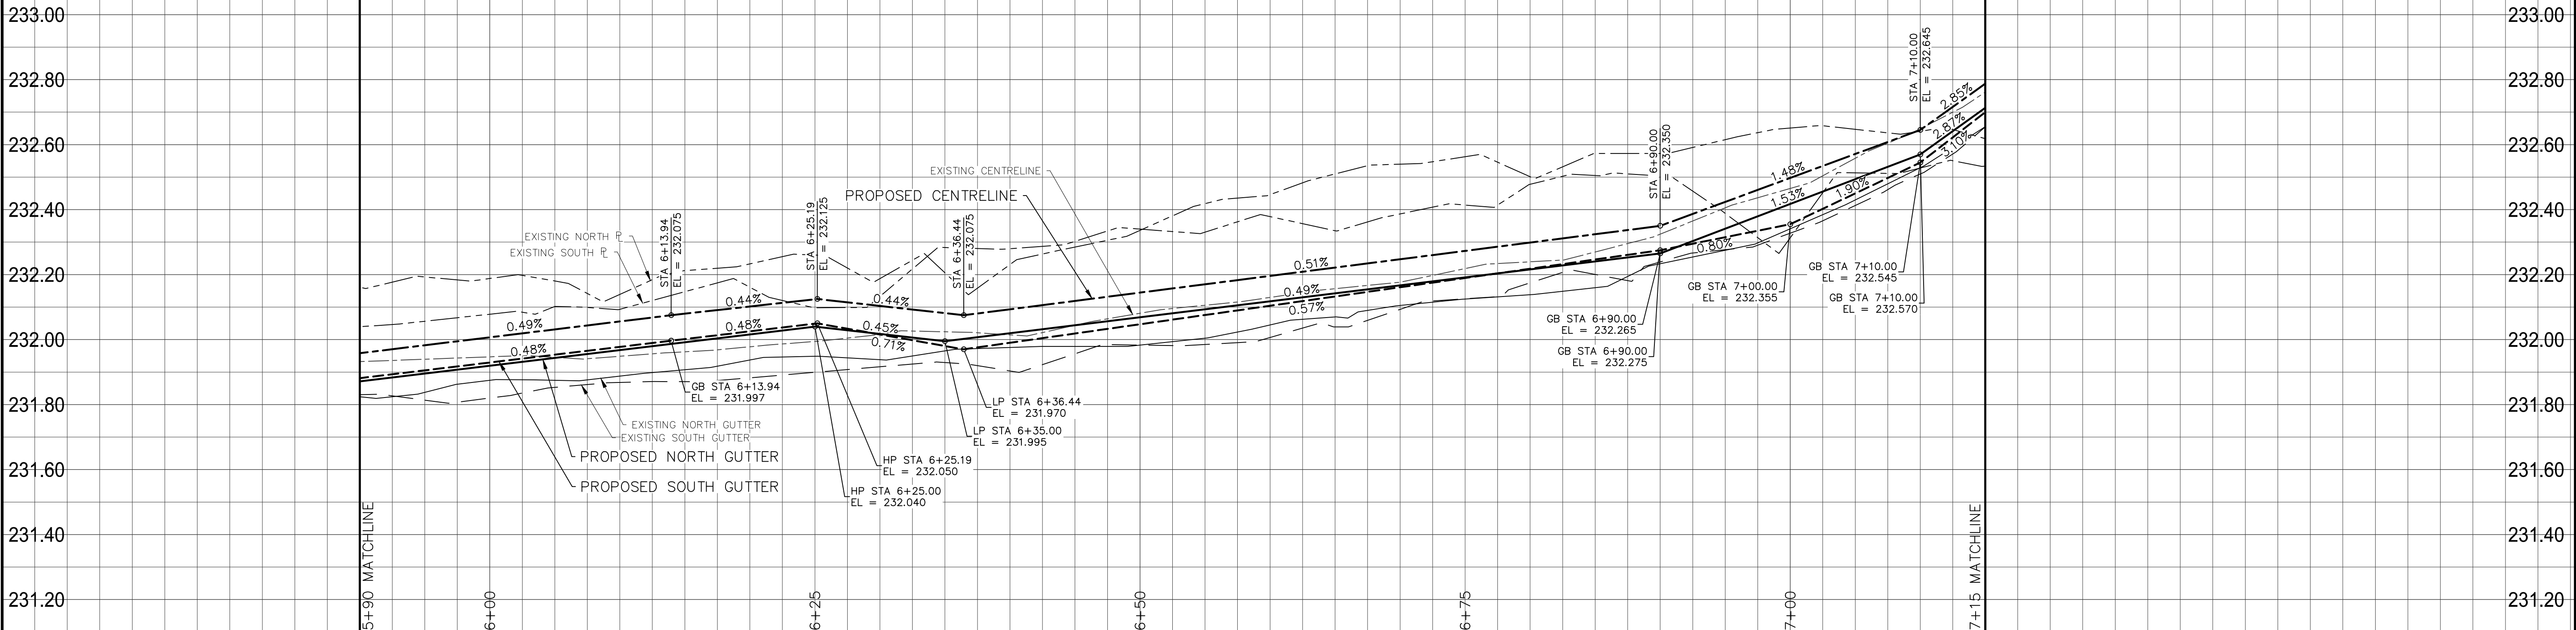 233.00
233.00
232.80
232.80
232.60
232.60
232.40
232.40
232.20
232.20
232.00
232.00
231.80
231.80
231.60
231.60
231.40
231.40
231.20
231.20
5+90 MATCHLINE
6+00
6+25
6+50
6+75
7+00
7+15 MATCHLINE
EXISTING NORTH PL
EXISTING SOUTH PL
STA 6+13.94
EL = 232.075
STA 6+25.19
EL = 232.125
STA 6+36.44
EL = 232.075
EXISTING CENTRELINE
PROPOSED CENTRELINE
STA 6+90.00
EL = 232.350
STA 7+10.00
EL = 232.645
0.49%
0.44%
0.44%
0.51%
1.48%
2.85%
0.48%
0.48%
0.45%
0.71%
0.49%
0.57%
1.53%
0.80%
1.90%
2.87%
3.10%
GB STA 6+13.94
EL = 231.997
EXISTING NORTH GUTTER
EXISTING SOUTH GUTTER
PROPOSED NORTH GUTTER
PROPOSED SOUTH GUTTER
HP STA 6+25.19
EL = 232.050
HP STA 6+25.00
EL = 232.040
LP STA 6+36.44
EL = 231.970
LP STA 6+35.00
EL = 231.995
GB STA 6+90.00
EL = 232.265
GB STA 6+90.00
EL = 232.275
GB STA 7+00.00
EL = 232.355
GB STA 7+10.00
EL = 232.545
GB STA 7+10.00
EL = 232.570